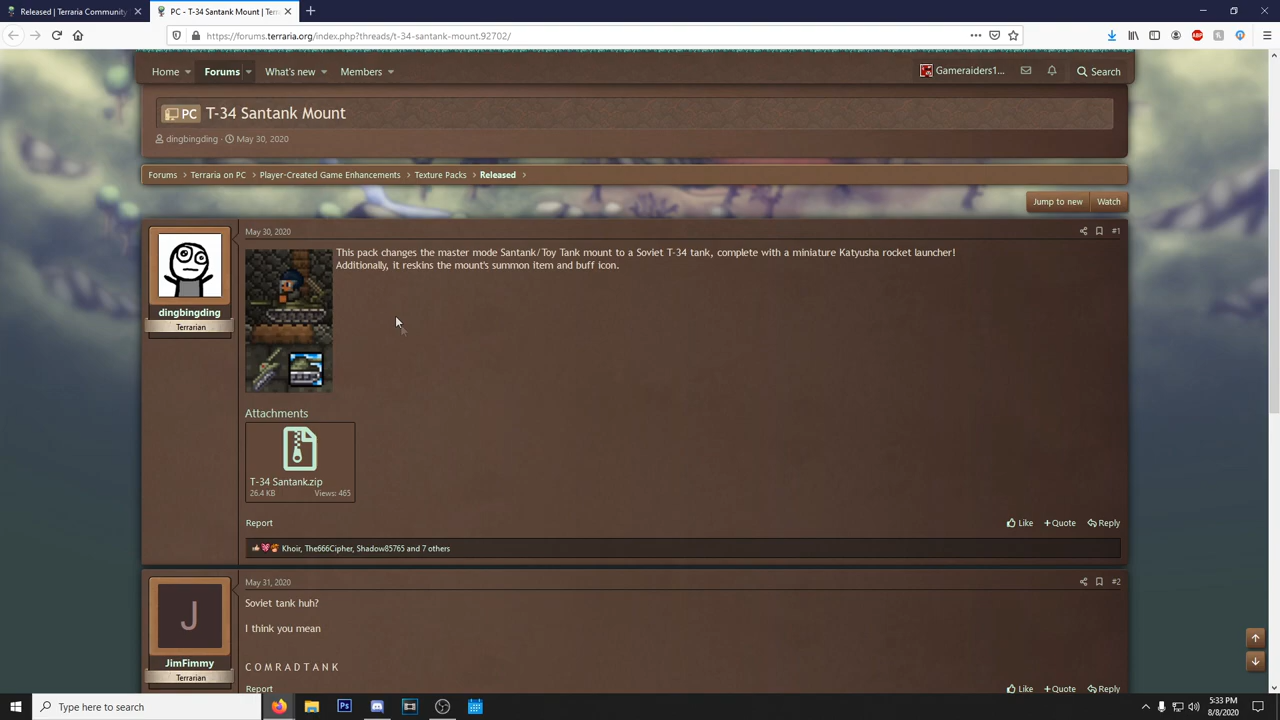 Released | Terraria Community
PC - T-34 Santank Mount | Terr
https://forums.terraria.org/index.php?threads/t-34-santank-mount.92702/
ABP
Home
Forums
What's new
Members
Gameraiders1...
Search
PC T-34 Santank Mount
dingbingding · May 30, 2020
Forums > Terraria on PC > Player-Created Game Enhancements > Texture Packs > Released >
Jump to new
Watch
May 30, 2020
#1
dingbingding
Terrarian
This pack changes the master mode Santank/Toy Tank mount to a Soviet T-34 tank, complete with a miniature Katyusha rocket launcher!
Additionally, it reskins the mount's summon item and buff icon.
Attachments
T-34 Santank.zip
26.4 KB Views: 465
Report
Like
+Quote
Reply
Khoir, The666Cipher, Shadow85765 and 7 others
May 31, 2020
#2
J
JimFimmy
Terrarian
Soviet tank huh?
I think you mean
C O M R A D T A N K
Report
Like
+Quote
Reply
Type here to search
Ps
5:33 PM
8/8/2020